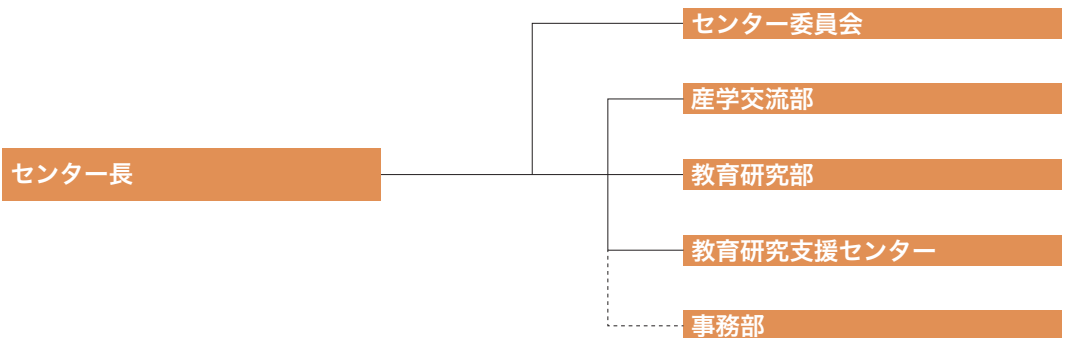 センター委員会
産学交流部
センター長
教育研究部
教育研究支援センター
事務部